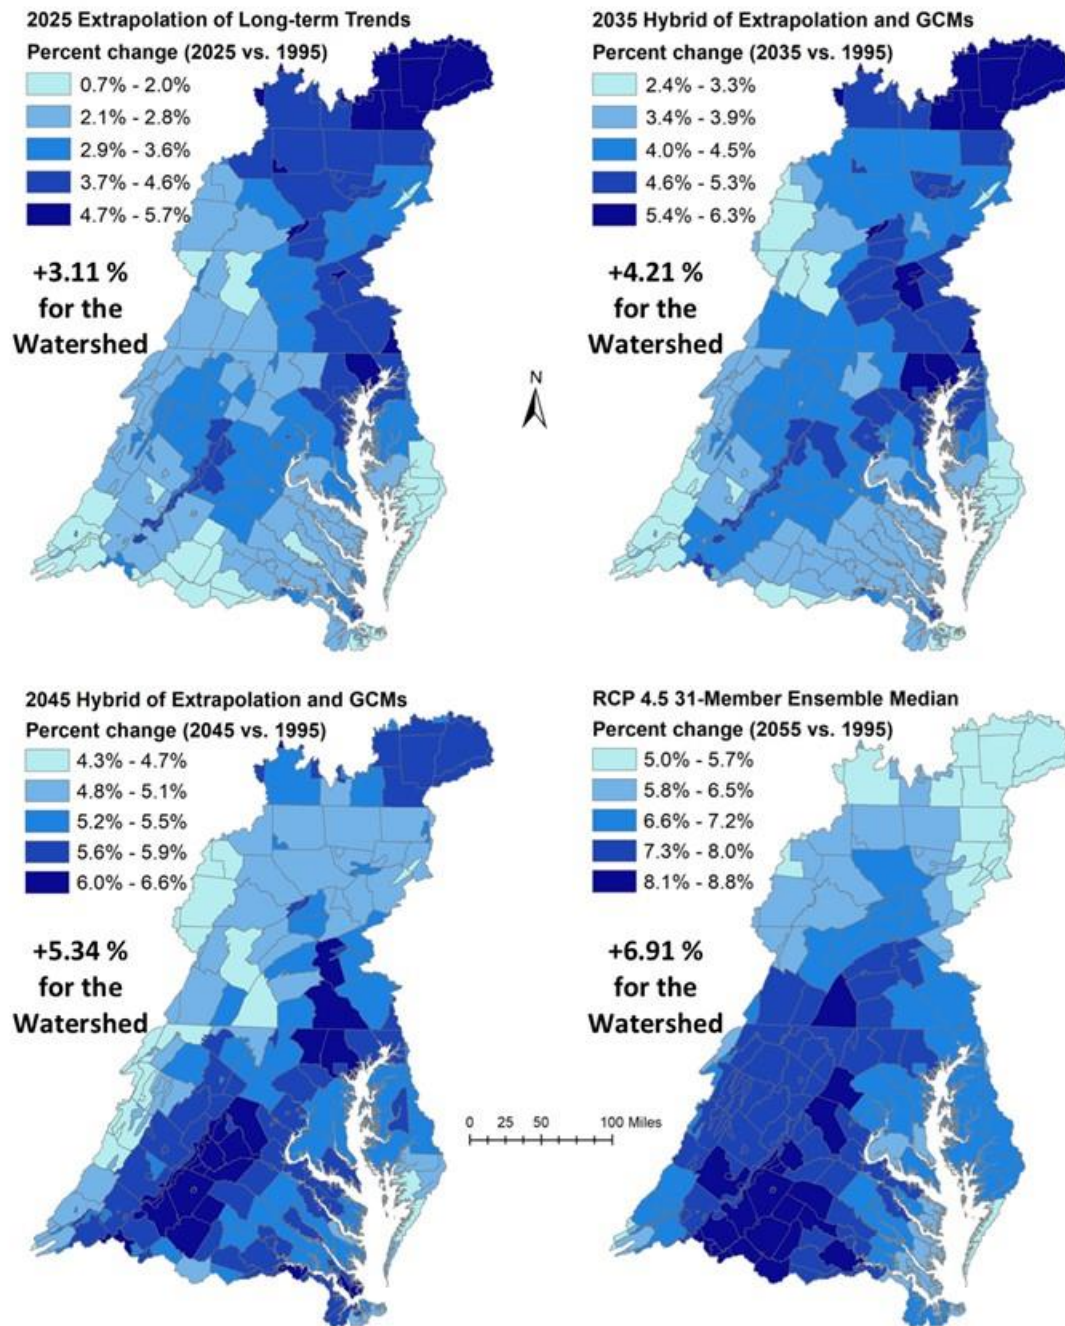 2025 Extrapolation of Long-term Trends
Percent change (2025 vs. 1995)
0.7% - 2.0%
2.1% - 2.8%
2.9% - 3.6%
3.7% - 4.6%
4.7% - 5.7%
+3.11 %
for the
Watershed
2035 Hybrid of Extrapolation and GCMs
Percent change (2035 vs. 1995)
2.4% - 3.3%
3.4% - 3.9%
4.0% - 4.5%
4.6% - 5.3%
5.4% - 6.3%
+4.21 %
for the
Watershed
N
2045 Hybrid of Extrapolation and GCMs
Percent change (2045 vs. 1995)
4.3% - 4.7%
4.8% - 5.1%
5.2% - 5.5%
5.6% - 5.9%
6.0% - 6.6%
+5.34 %
for the
Watershed
RCP 4.5 31-Member Ensemble Median
Percent change (2055 vs. 1995)
5.0% - 5.7%
5.8% - 6.5%
6.6% - 7.2%
7.3% - 8.0%
8.1% - 8.8%
+6.91 %
for the
Watershed
0 25 50 100 Miles